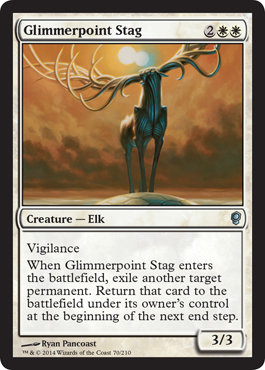 Glimmerpoint Stag 2
Creature — Elk
Vigilance
When Glimmerpoint Stag enters
the battlefield, exile another target
permanent. Return that card to the
battlefield under its owner's control
at the beginning of the next end step.
Ryan Pancoast
™ & © 2014 Wizards of the Coast 70/210
3/3